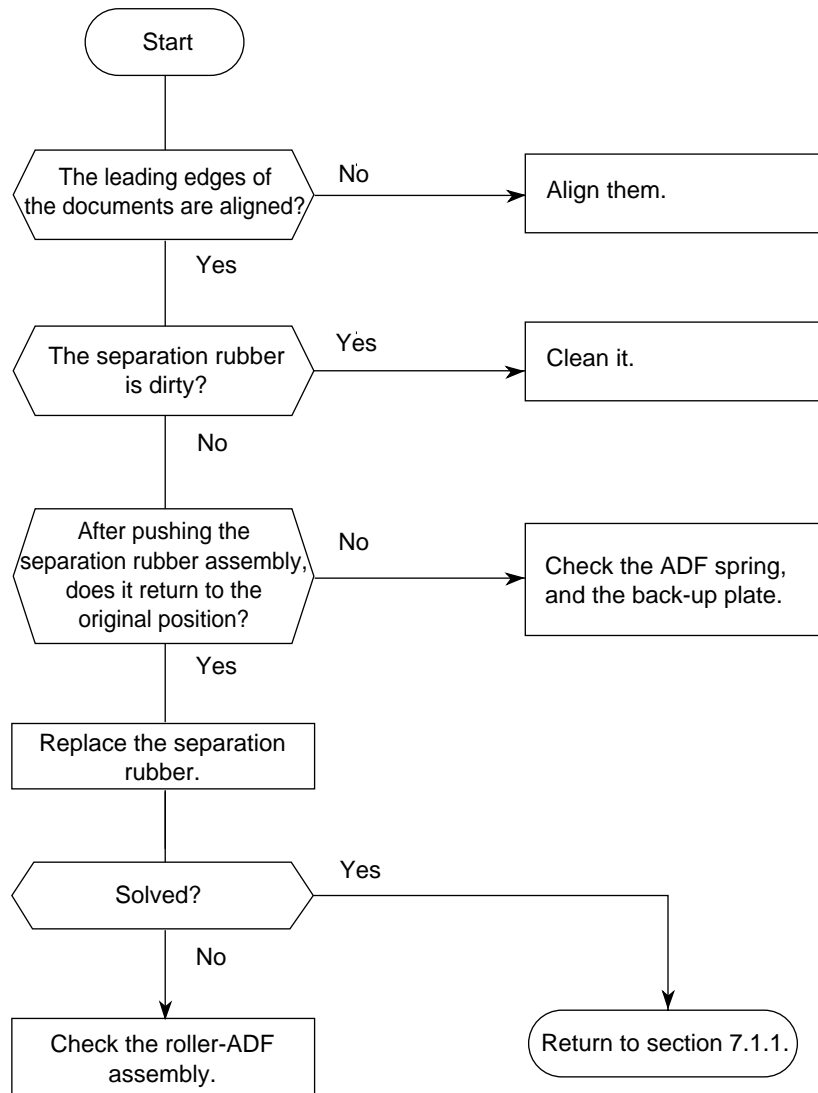 Start
The leading edges of
the documents are aligned?
No
Align them.
Yes
The separation rubber
is dirty?
Yes
Clean it.
No
After pushing the
separation rubber assembly,
does it return to the
original position?
No
Check the ADF spring,
and the back-up plate.
Yes
Replace the separation
rubber.
Solved?
Yes
No
Check the roller-ADF
assembly.
Return to section 7.1.1.